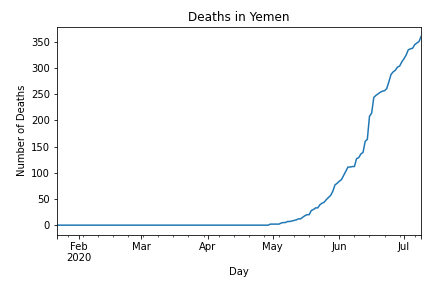 Deaths in Yemen
Number of Deaths
350
300
250
200
150
100
50
0
Feb
2020
Mar
Apr
May
Jun
Jul
Day